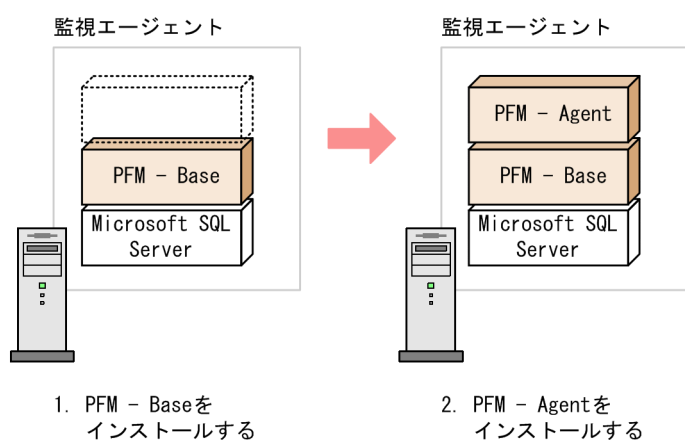 監視エージェント
PFM - Base
Microsoft SQL
Server
1. PFM - Baseを
インストールする
監視エージェント
PFM - Agent
PFM - Base
Microsoft SQL
Server
2. PFM - Agentを
インストールする